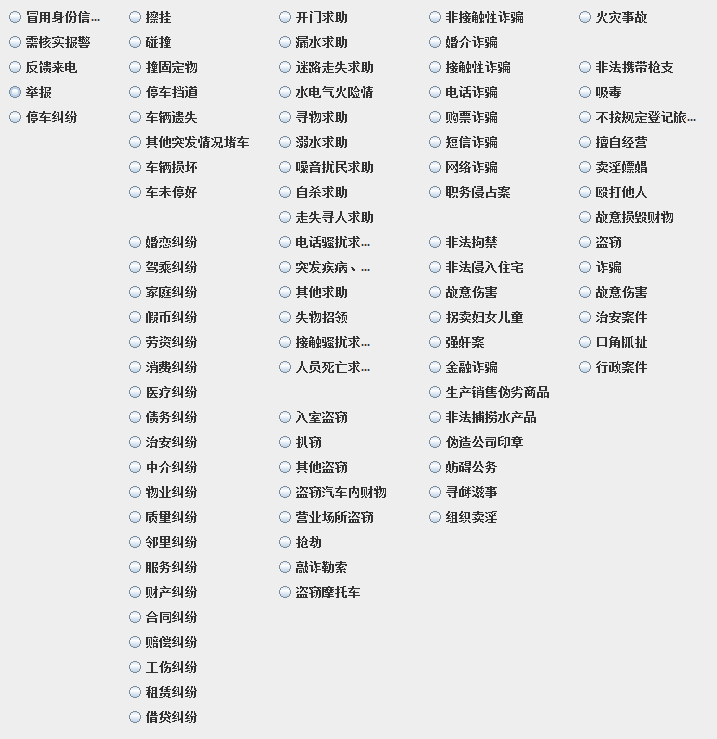 冒用身份信...
需核实报警
反馈来电
举报
停车纠纷
擦挂
碰撞
撞固定物
停车挡道
车辆遗失
其他突发情况堵车
车辆损坏
车未停好
婚恋纠纷
驾乘纠纷
家庭纠纷
假币纠纷
劳资纠纷
消费纠纷
医疗纠纷
债务纠纷
治安纠纷
中介纠纷
物业纠纷
质量纠纷
邻里纠纷
服务纠纷
财产纠纷
合同纠纷
赔偿纠纷
工伤纠纷
租赁纠纷
借贷纠纷
开门求助
漏水求助
迷路走失求助
水电气火险情
寻物求助
溺水求助
噪音扰民求助
自杀求助
走失寻人求助
电话骚扰求...
突发疾病、...
其他求助
失物招领
接触骚扰求...
人员死亡求...
入室盗窃
扒窃
其他盗窃
盗窃汽车内财物
营业场所盗窃
抢劫
敲诈勒索
盗窃摩托车
非接触性诈骗
婚介诈骗
接触性诈骗
电话诈骗
购票诈骗
短信诈骗
网络诈骗
职务侵占案
非法拘禁
非法侵入住宅
故意伤害
拐卖妇女儿童
强奸案
金融诈骗
生产销售伪劣商品
非法捕捞水产品
伪造公司印章
妨碍公务
寻衅滋事
组织卖淫
火灾事故
非法携带枪支
吸毒
不按规定登记旅...
擅自经营
卖淫嫖娼
殴打他人
故意损毁财物
盗窃
诈骗
故意伤害
治安案件
口角抓扯
行政案件